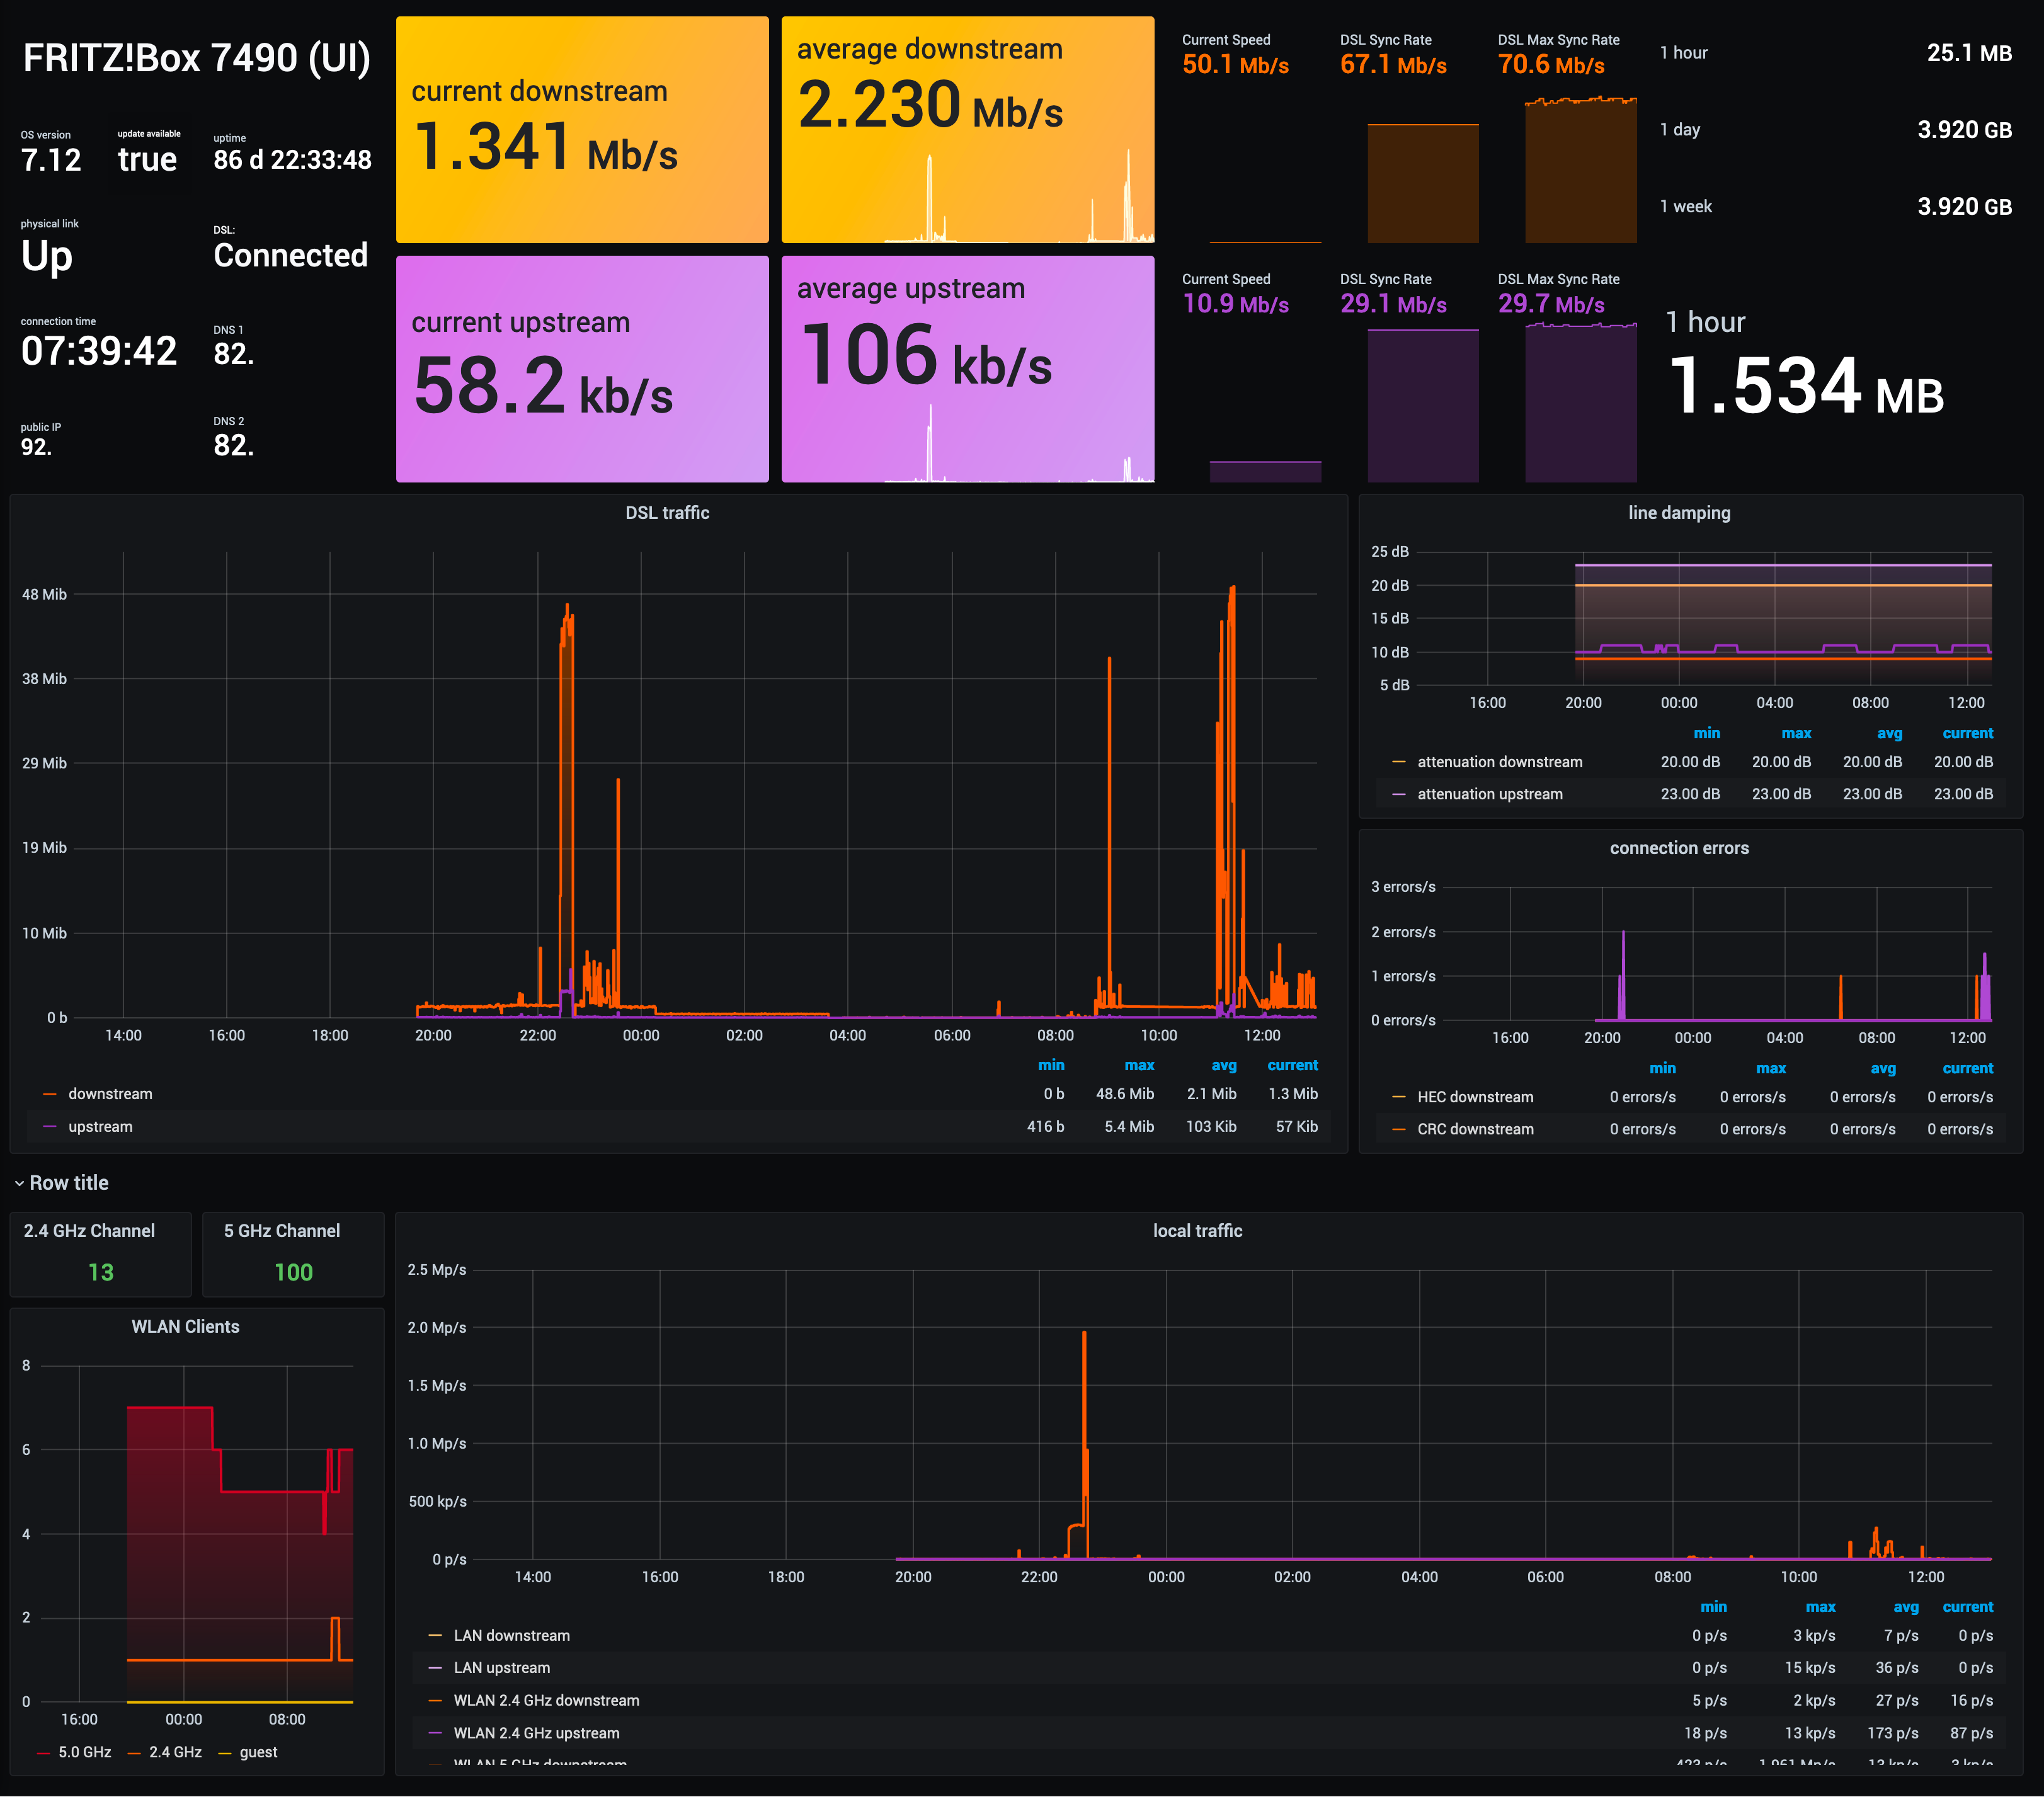 FRITZ!Box 7490 (UI)
OS version
7.12
update available
true
uptime
86 d 22:33:48
physical link
Up
DSL:
Connected
connection time
07:39:42
DNS 1
82.
public IP
92.
DNS 2
82.
current downstream
1.341 Mb/s
average downstream
2.230 Mb/s
current upstream
58.2 kb/s
average upstream
106 kb/s
Current Speed
50.1 Mb/s
DSL Sync Rate
67.1 Mb/s
DSL Max Sync Rate
70.6 Mb/s
1 hour 25.1 MB
1 day 3.920 GB
1 week 3.920 GB
Current Speed
10.9 Mb/s
DSL Sync Rate
29.1 Mb/s
DSL Max Sync Rate
29.7 Mb/s
1 hour
1.534 MB
DSL traffic
48 Mib
38 Mib
29 Mib
19 Mib
10 Mib
0 b
14:00 16:00 18:00 20:00 22:00 00:00 02:00 04:00 06:00 08:00 10:00 12:00
min max avg current
downstream 0 b 48.6 Mib 2.1 Mib 1.3 Mib
upstream 416 b 5.4 Mib 103 Kib 57 Kib
line damping
25 dB
20 dB
15 dB
10 dB
5 dB
16:00 20:00 00:00 04:00 08:00 12:00
min max avg current
attenuation downstream 20.00 dB 20.00 dB 20.00 dB 20.00 dB
attenuation upstream 23.00 dB 23.00 dB 23.00 dB 23.00 dB
connection errors
3 errors/s
2 errors/s
1 errors/s
0 errors/s
16:00 20:00 00:00 04:00 08:00 12:00
min max avg current
HEC downstream 0 errors/s 0 errors/s 0 errors/s 0 errors/s
CRC downstream 0 errors/s 0 errors/s 0 errors/s 0 errors/s
Row title
2.4 GHz Channel
13
5 GHz Channel
100
WLAN Clients
8
6
4
2
0
16:00 00:00 08:00
5.0 GHz 2.4 GHz guest
local traffic
2.5 Mp/s
2.0 Mp/s
1.5 Mp/s
1.0 Mp/s
500 kp/s
0 p/s
14:00 16:00 18:00 20:00 22:00 00:00 02:00 04:00 06:00 08:00 10:00 12:00
min max avg current
LAN downstream 0 p/s 3 kp/s 7 p/s 0 p/s
LAN upstream 0 p/s 15 kp/s 36 p/s 0 p/s
WLAN 2.4 GHz downstream 5 p/s 2 kp/s 27 p/s 16 p/s
WLAN 2.4 GHz upstream 18 p/s 13 kp/s 173 p/s 87 p/s
WLAN 5 GHz downstream